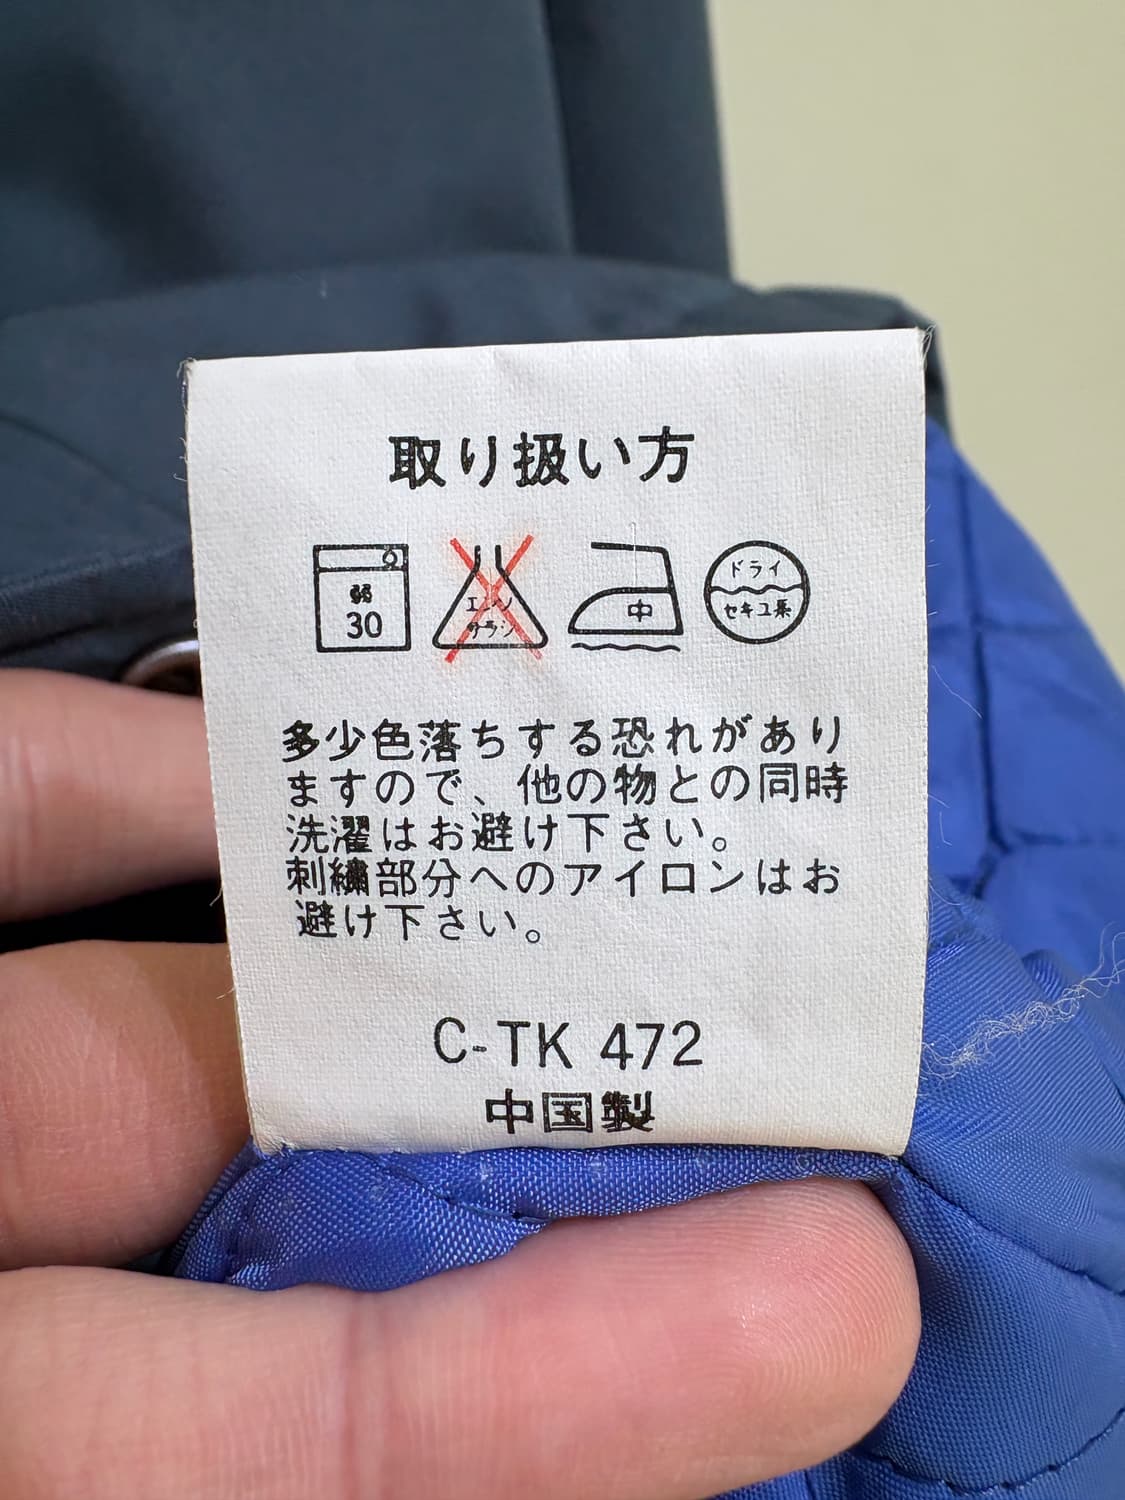 取り扱い方
弱
30
エンソ
サラシ
中
ドライ
セキユ系
多少色落ちする恐れがあり
ますので、他の物との同時
洗濯はお避け下さい。
刺繍部分へのアイロンはお
避け下さい。
C-TK 472
中国製